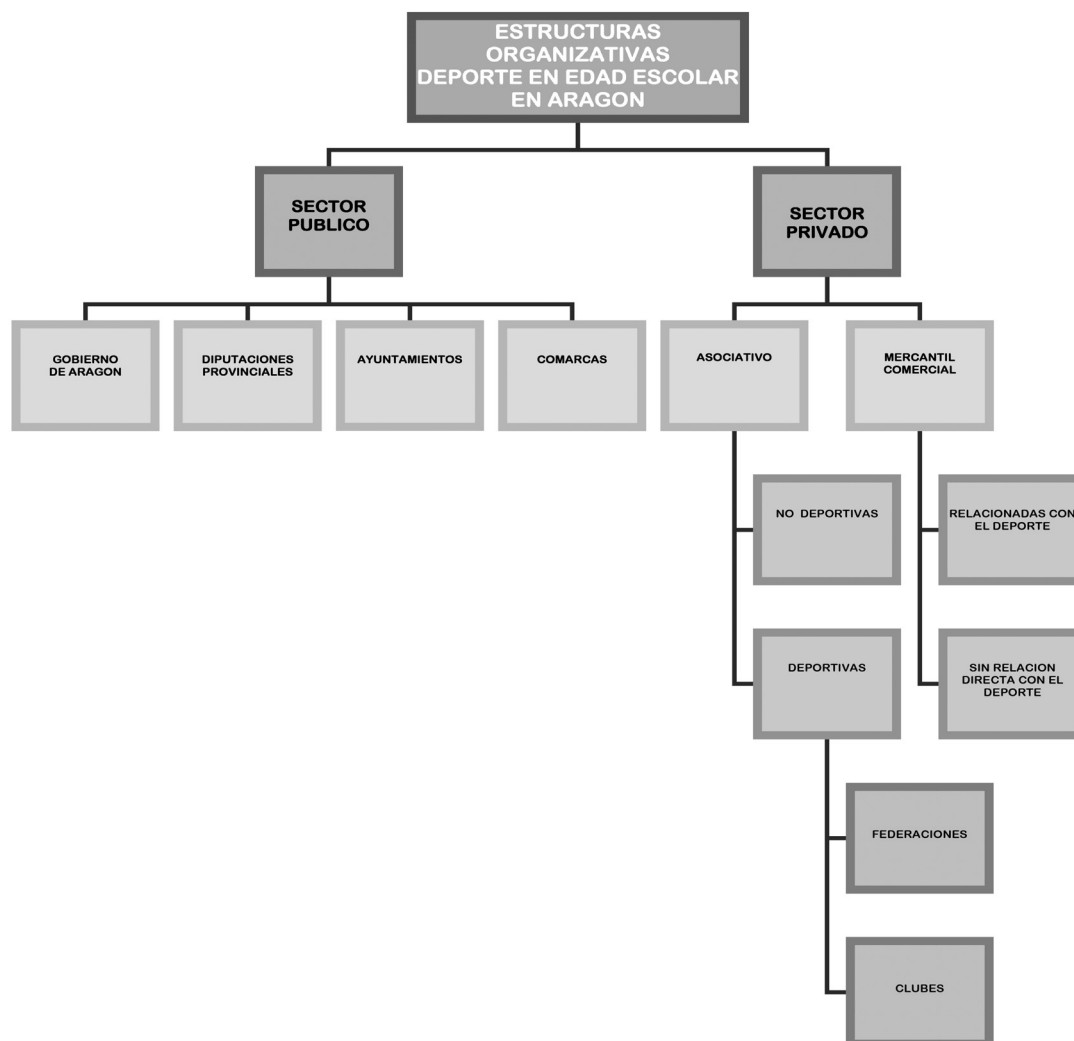 ESTRUCTURAS
ORGANIZATIVAS
DEPORTE EN EDAD ESCOLAR
EN ARAGON
SECTOR
PUBLICO
SECTOR
PRIVADO
GOBIERNO
DE ARAGON
DIPUTACIONES
PROVINCIALES
AYUNTAMIENTOS
COMARCAS
ASOCIATIVO
MERCANTIL
COMERCIAL
NO DEPORTIVAS
RELACIONADAS CON
EL DEPORTE
DEPORTIVAS
SIN RELACION
DIRECTA CON EL
DEPORTE
FEDERACIONES
CLUBES